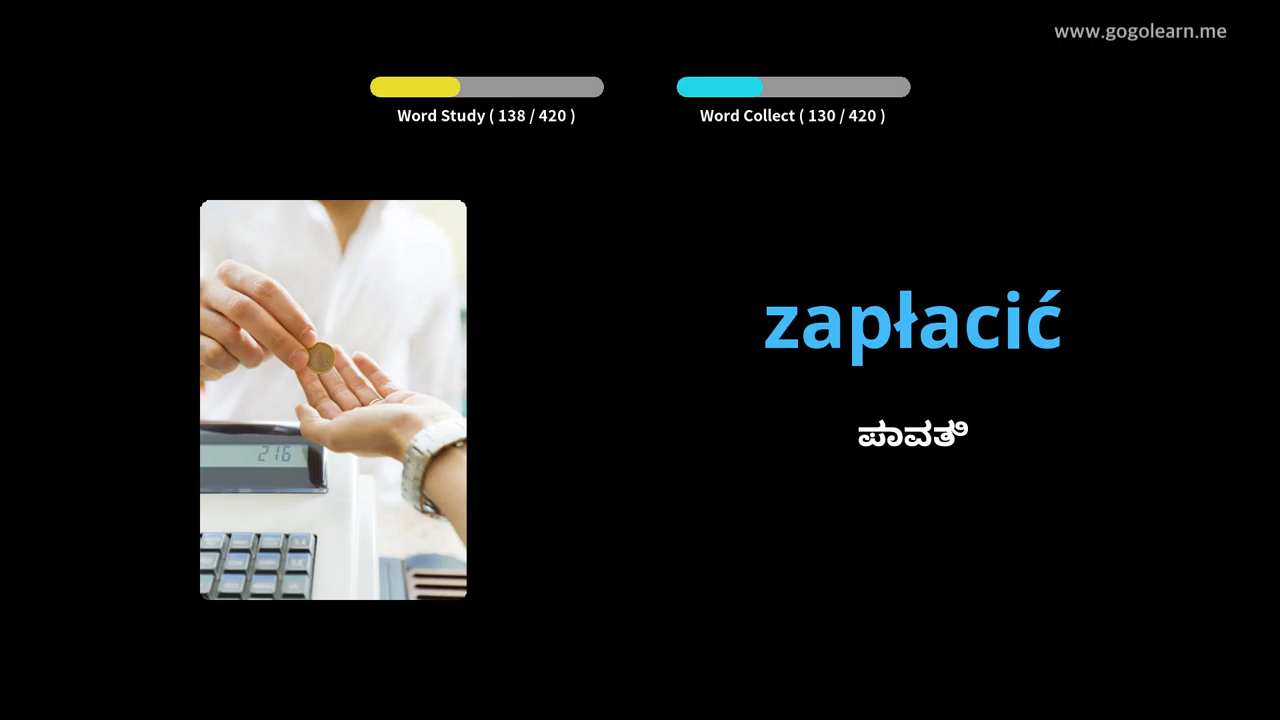 www.gogolearn.me
Word Study ( 138 / 420 )
Word Collect ( 130 / 420 )
zapłacić
ಪಾವತಿ
216